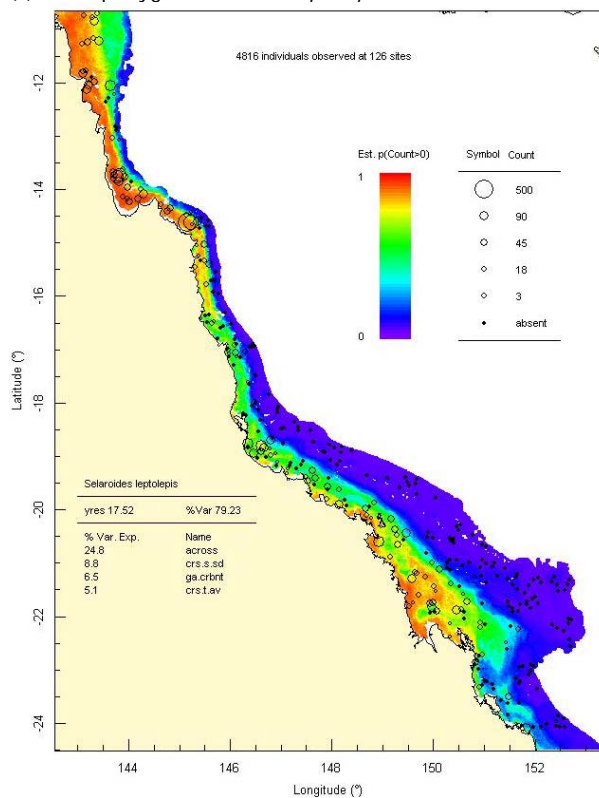 4816 individuals observed at 126 sites
Est. p(Count>0)
1
0
Symbol Count
500
90
45
18
3
absent
-12
-14
-16
-18
-20
-22
-24
Latitude (°)
Selaroides leptolepis
yres 17.52 %Var 79.23
% Var. Exp. Name
24.8 across
8.8 crs.s.sd
6.5 ga.crbnt
5.1 crs.t.av
144 146 148 150 152
Longitude (°)